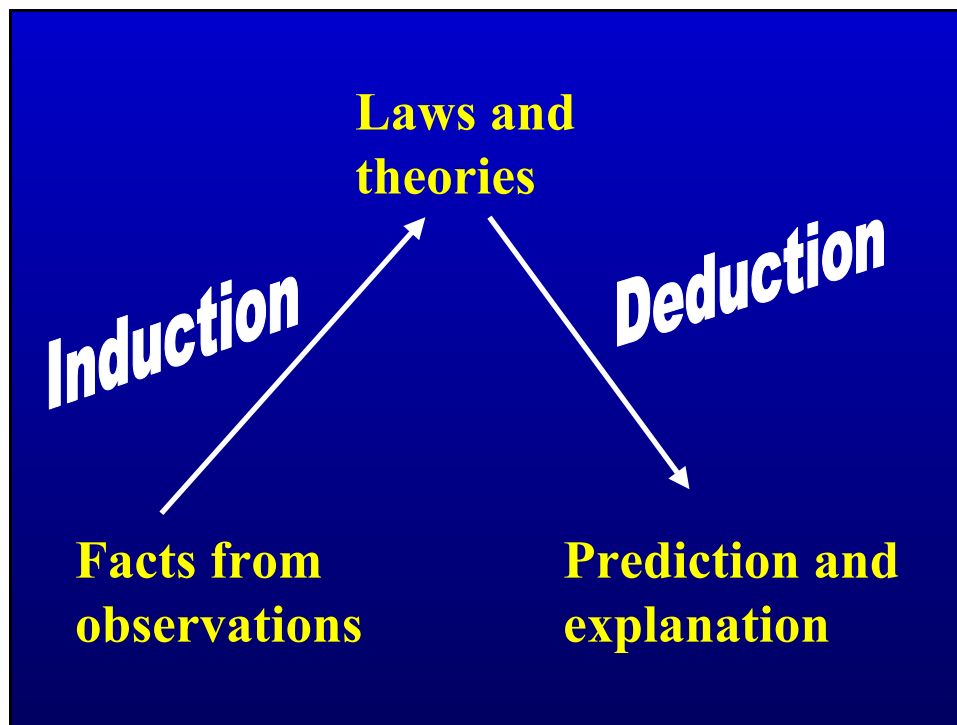 Laws and
theories
Induction
Deduction
Facts from
observations
Prediction and
explanation